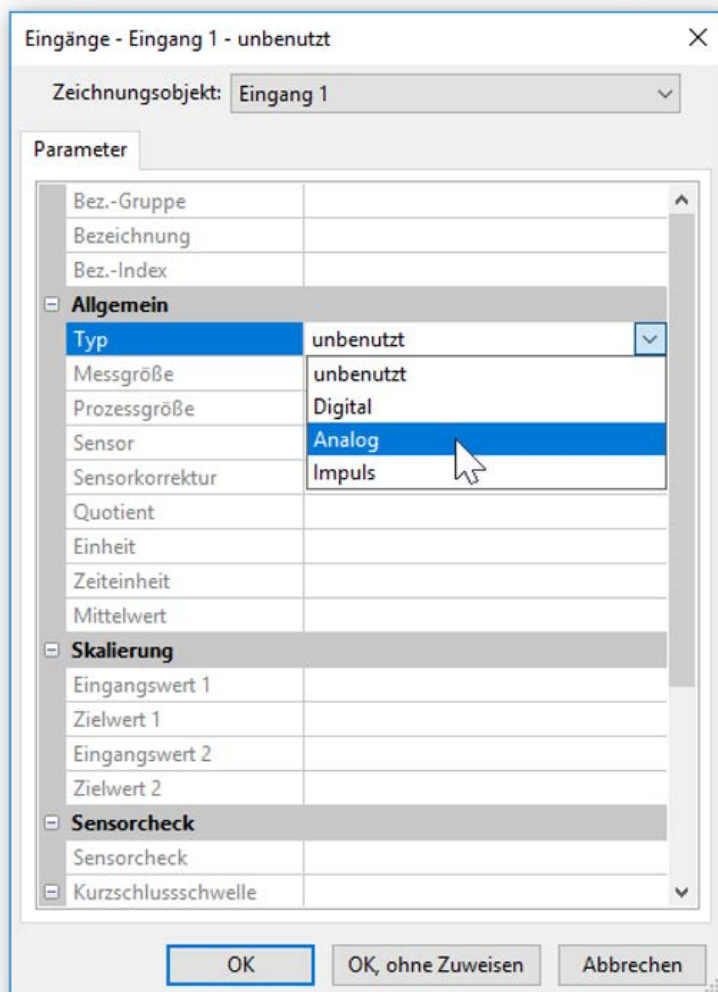 Eingänge - Eingang 1 - unbenutzt
Zeichnungsobjekt: Eingang 1
Parameter
Bez.-Gruppe
Bezeichnung
Bez.-Index
Allgemein
Typ unbenutzt
Messgröße unbenutzt
Prozessgröße Digital
Sensor Analog
Sensorkorrektur Impuls
Quotient
Einheit
Zeiteinheit
Mittelwert
Skalierung
Eingangswert 1
Zielwert 1
Eingangswert 2
Zielwert 2
Sensorcheck
Sensorcheck
Kurzschlussschwelle
OK OK, ohne Zuweisen Abbrechen